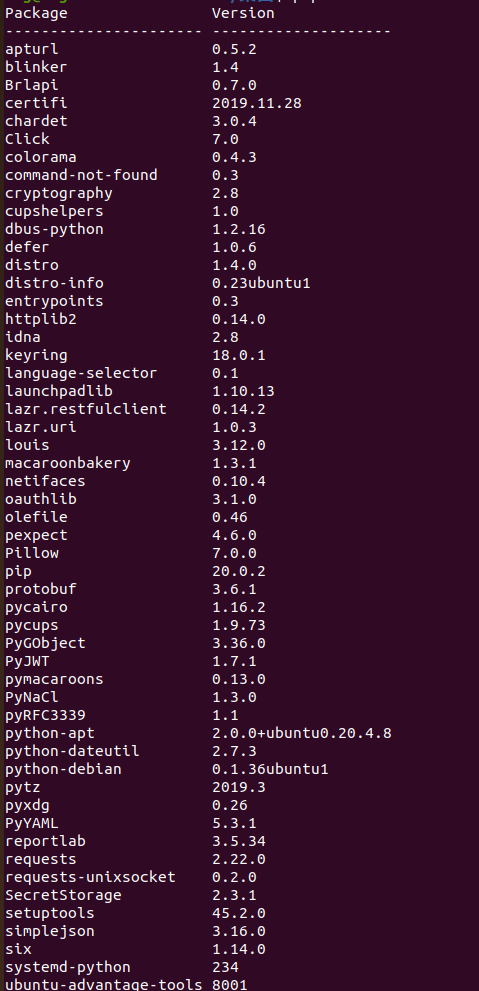 Package Version
---------------------- --------------------
apturl 0.5.2
blinker 1.4
Brlapi 0.7.0
certifi 2019.11.28
chardet 3.0.4
Click 7.0
colorama 0.4.3
command-not-found 0.3
cryptography 2.8
cupshelpers 1.0
dbus-python 1.2.16
defer 1.0.6
distro 1.4.0
distro-info 0.23ubuntu1
entrypoints 0.3
httplib2 0.14.0
idna 2.8
keyring 18.0.1
language-selector 0.1
launchpadlib 1.10.13
lazr.restfulclient 0.14.2
lazr.uri 1.0.3
louis 3.12.0
macaroonbakery 1.3.1
netifaces 0.10.4
oauthlib 3.1.0
olefile 0.46
pexpect 4.6.0
Pillow 7.0.0
pip 20.0.2
protobuf 3.6.1
pycairo 1.16.2
pycups 1.9.73
PyGObject 3.36.0
PyJWT 1.7.1
pymacaroons 0.13.0
PyNaCl 1.3.0
pyRFC3339 1.1
python-apt 2.0.0+ubuntu0.20.4.8
python-dateutil 2.7.3
python-debian 0.1.36ubuntu1
pytz 2019.3
pyxdg 0.26
PyYAML 5.3.1
reportlab 3.5.34
requests 2.22.0
requests-unixsocket 0.2.0
SecretStorage 2.3.1
setuptools 45.2.0
simplejson 3.16.0
six 1.14.0
systemd-python 234
ubuntu-advantage-tools 8001